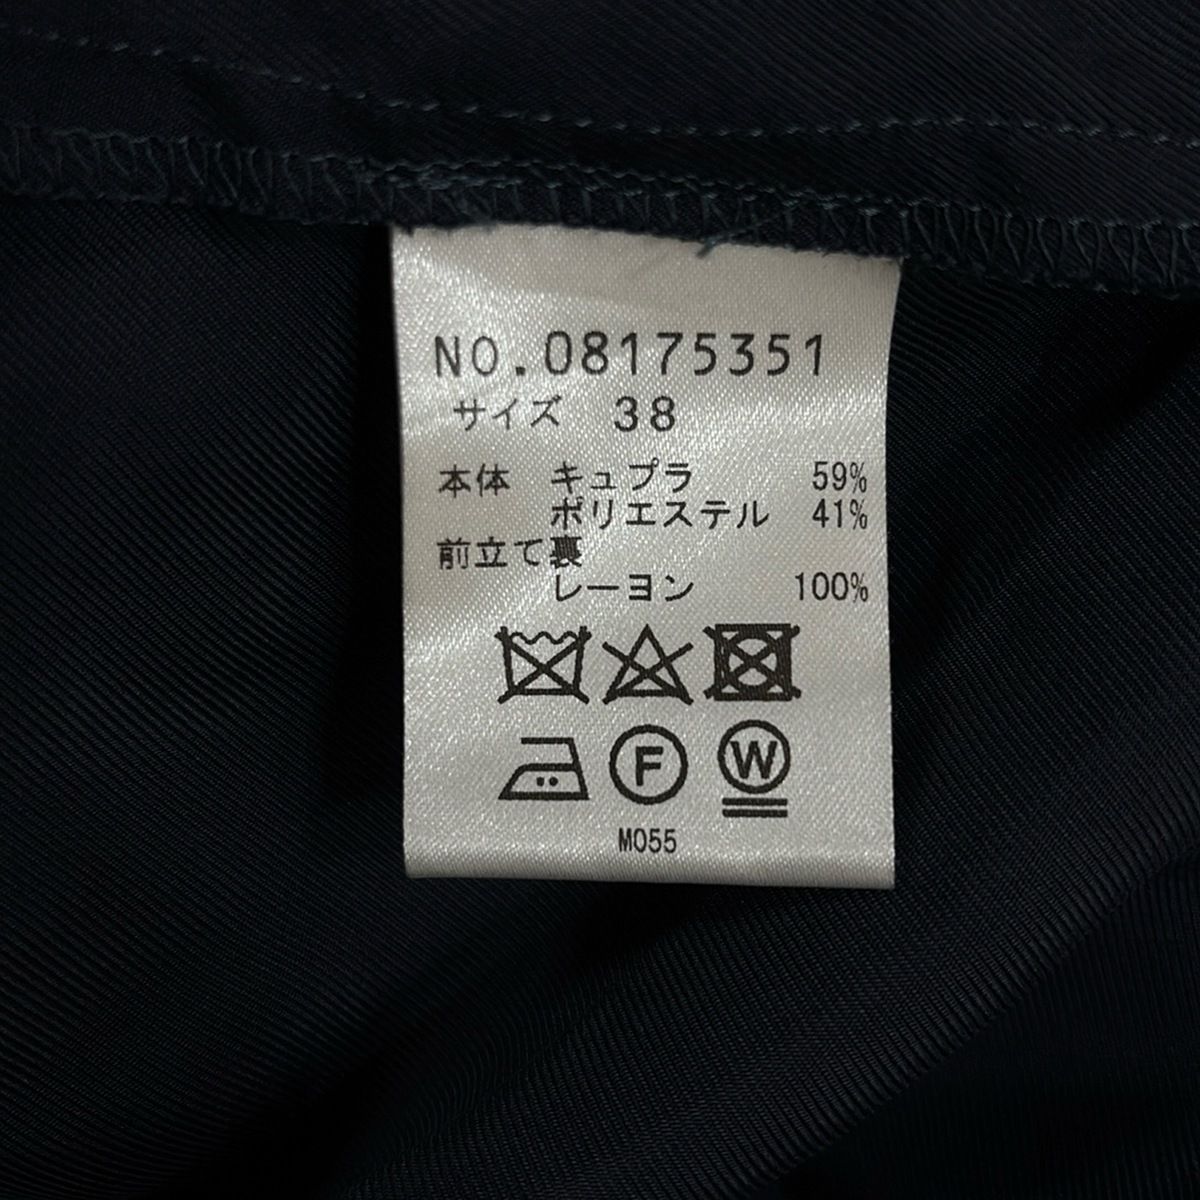 NO.08175351
サイズ 38
本体 キュプラ 59%
ポリエステル 41%
前立て裏
レーヨン 100%
F W
M055